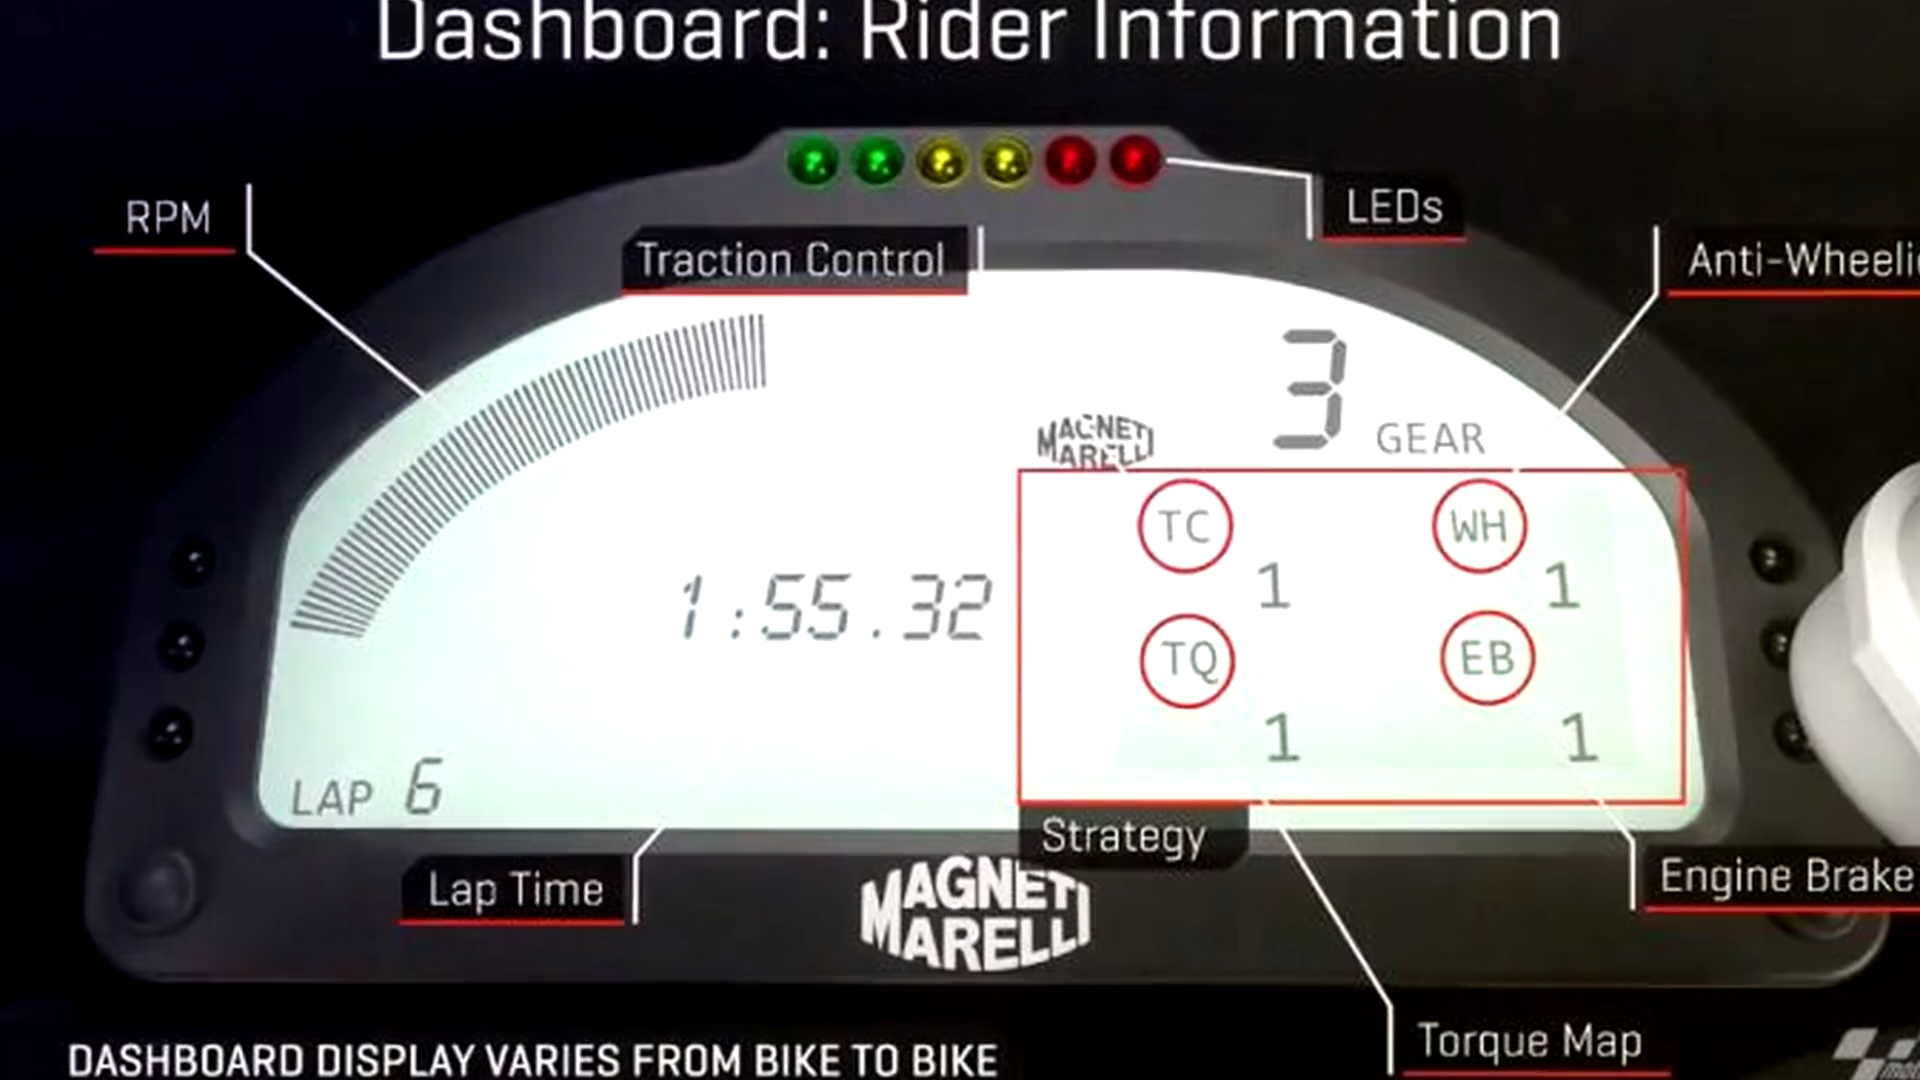 Dashboard: Rider Information
RPM
LEDs
Traction Control
Anti-Wheelie
3
GEAR
MAGNETI
MARELLI
TC
WH
1
1
1:55.32
TQ
EB
1
1
LAP 6
Strategy
Lap Time
Engine Brake
MAGNETI
MARELLI
Torque Map
DASHBOARD DISPLAY VARIES FROM BIKE TO BIKE